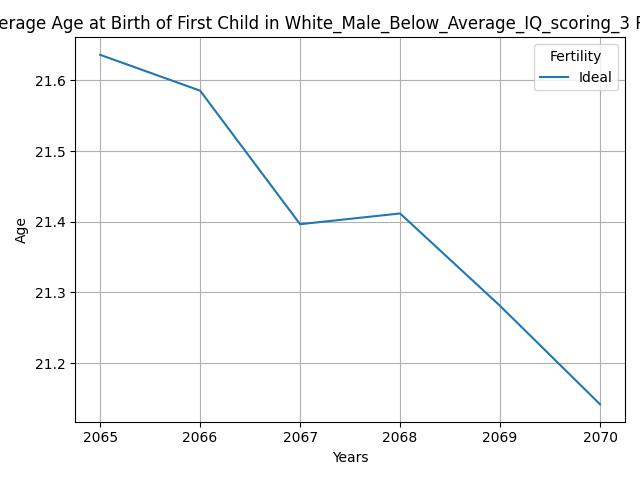 erage Age at Birth of First Child in White_Male_Below_Average_IQ_scoring_3
Fertility
Ideal
21.6
21.5
21.4
21.3
21.2
Age
2065 2066 2067 2068 2069 2070
Years